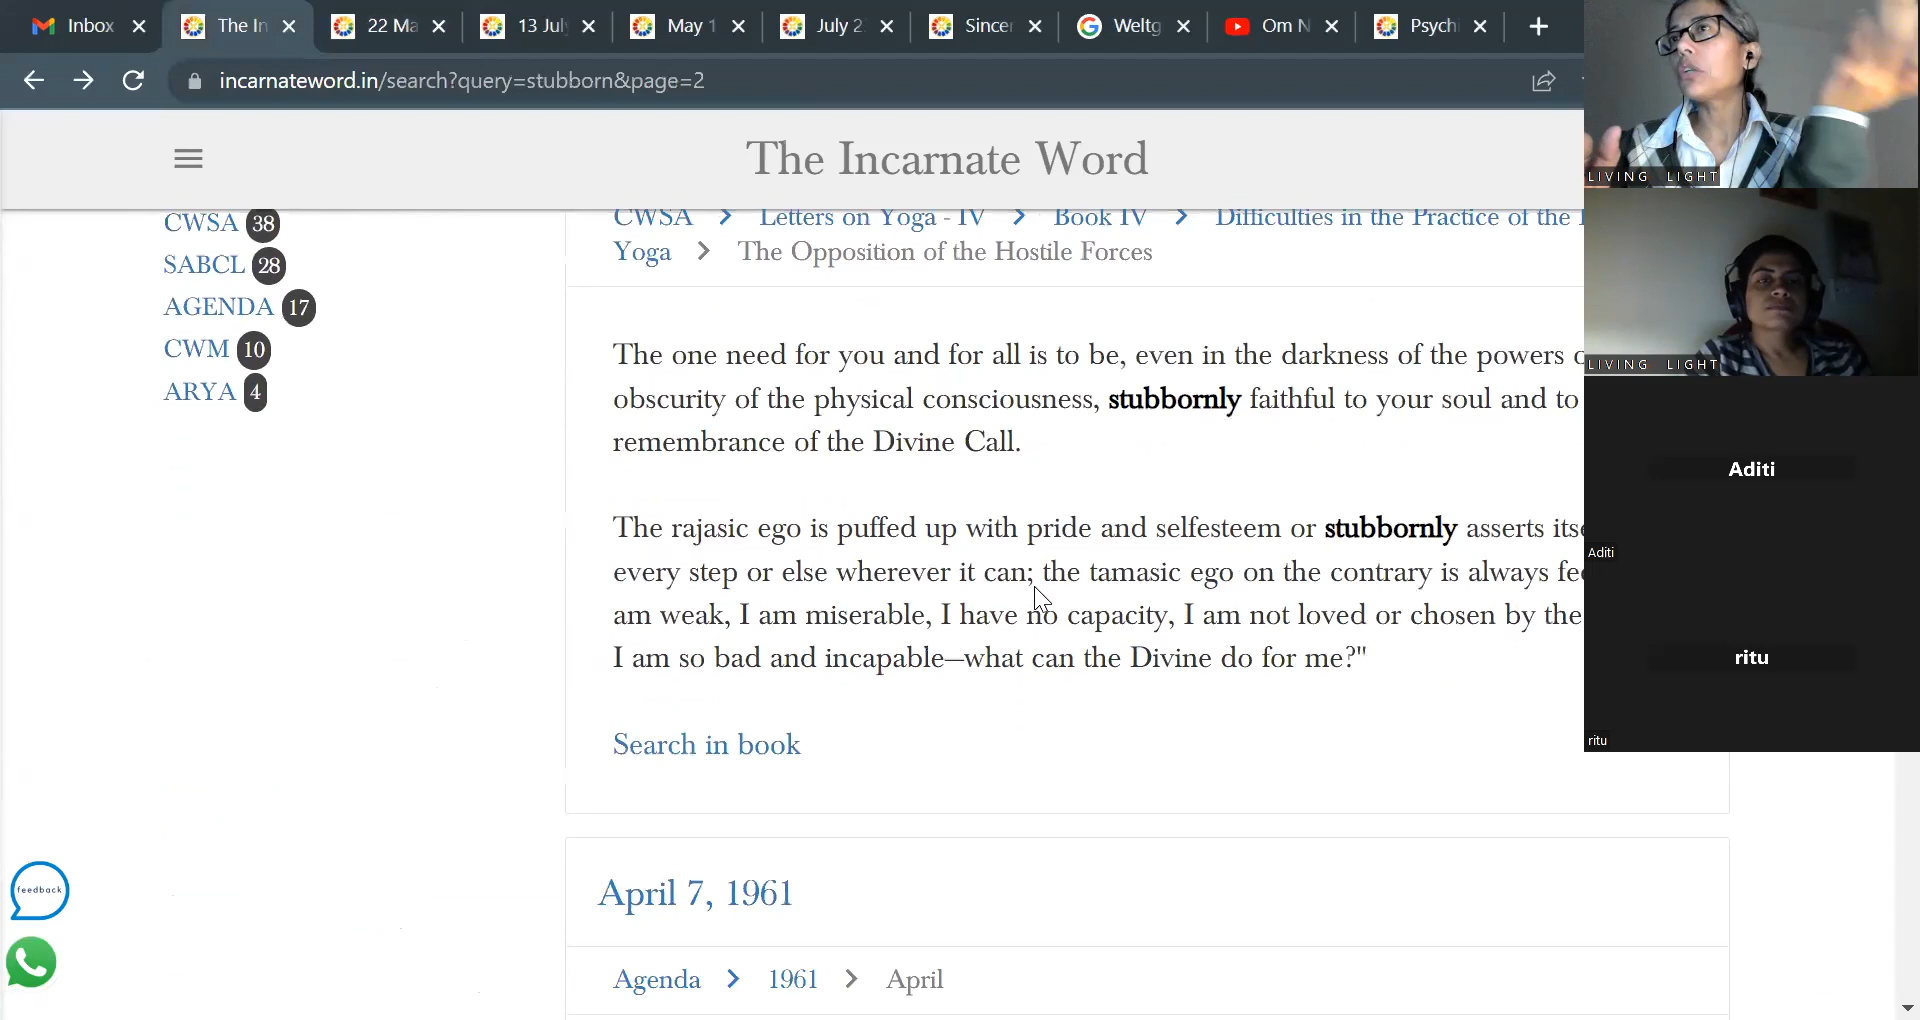 Inbox
The In
22 Ma
13 July
May 1
July 2
Sincer
Weltg
Om N
Psych
incarnateword.in/search?query=stubborn&page=2
The Incarnate Word
CWSA 38
SABCL 28
AGENDA 17
CWM 10
ARYA 4
CWSA > Letters on Yoga - IV > Book IV > Difficulties in the Practice of the
Yoga > The Opposition of the Hostile Forces
The one need for you and for all is to be, even in the darkness of the powers
obscurity of the physical consciousness, stubbornly faithful to your soul and to
remembrance of the Divine Call.
The rajasic ego is puffed up with pride and selfesteem or stubbornly asserts
every step or else wherever it can; the tamasic ego on the contrary is always
am weak, I am miserable, I have no capacity, I am not loved or chosen by the
I am so bad and incapable—what can the Divine do for me?"
Search in book
April 7, 1961
Agenda > 1961 > April
feedback
LIVING LIGHT
LIVING LIGHT
Aditi
Aditi
ritu
ritu